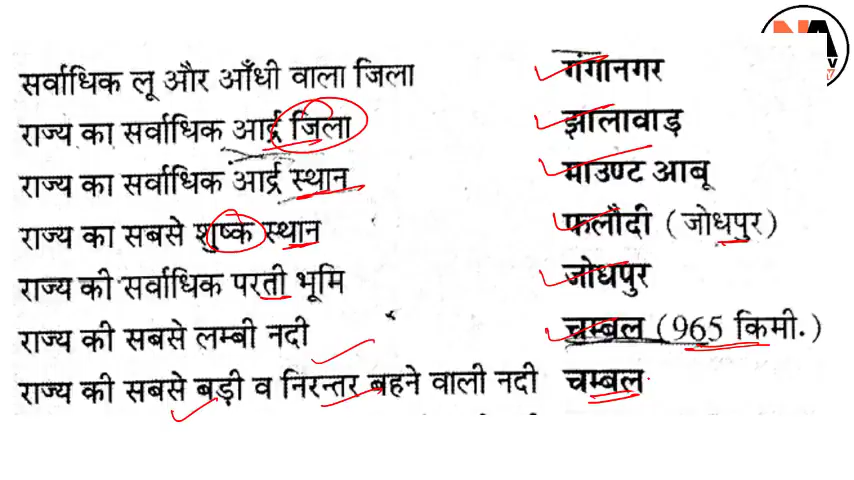 NA
V
सर्वाधिक लू और आँधी वाला जिला गंगानगर
राज्य का सर्वाधिक आर्द्र जिला झालावाड़
राज्य का सर्वाधिक आर्द्र स्थान माउण्ट आबू
राज्य का सबसे शुष्क स्थान फलौदी (जोधपुर)
राज्य की सर्वाधिक परती भूमि जोधपुर
राज्य की सबसे लम्बी नदी चम्बल (965 किमी.)
राज्य की सबसे बड़ी व निरन्तर बहने वाली नदी चम्बल